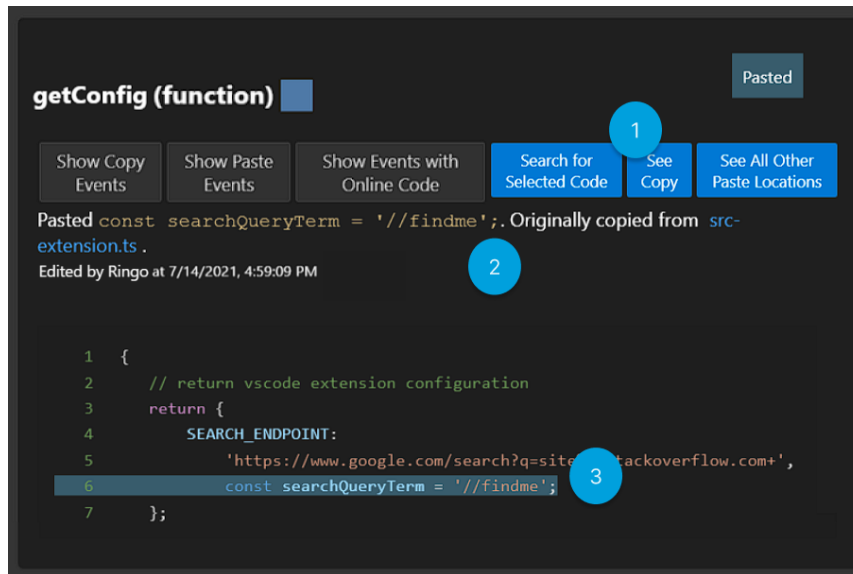 Pasted
getConfig (function)
1
Show Copy Events
Show Paste Events
Show Events with Online Code
Search for Selected Code
See Copy
See All Other Paste Locations
Pasted const searchQueryTerm = '//findme';. Originally copied from src-
extension.ts .
Edited by Ringo at 7/14/2021, 4:59:09 PM
2
1 {
2 // return vscode extension configuration
3 return {
4 SEARCH_ENDPOINT:
5 'https://www.google.com/search?q=site tackoverflow.com+',
6 const searchQueryTerm = '//findme';
3
7 };